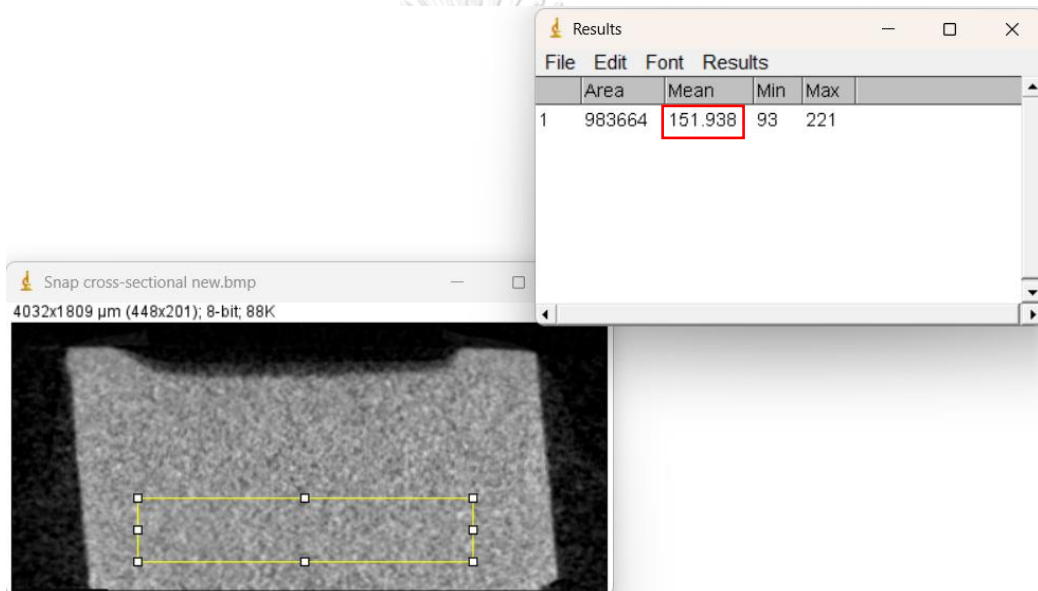 Results
File Edit Font Results
Area Mean Min Max
1 983664 151.938 93 221
Snap cross-sectional new.bmp
4032x1809 µm (448x201); 8-bit; 88K